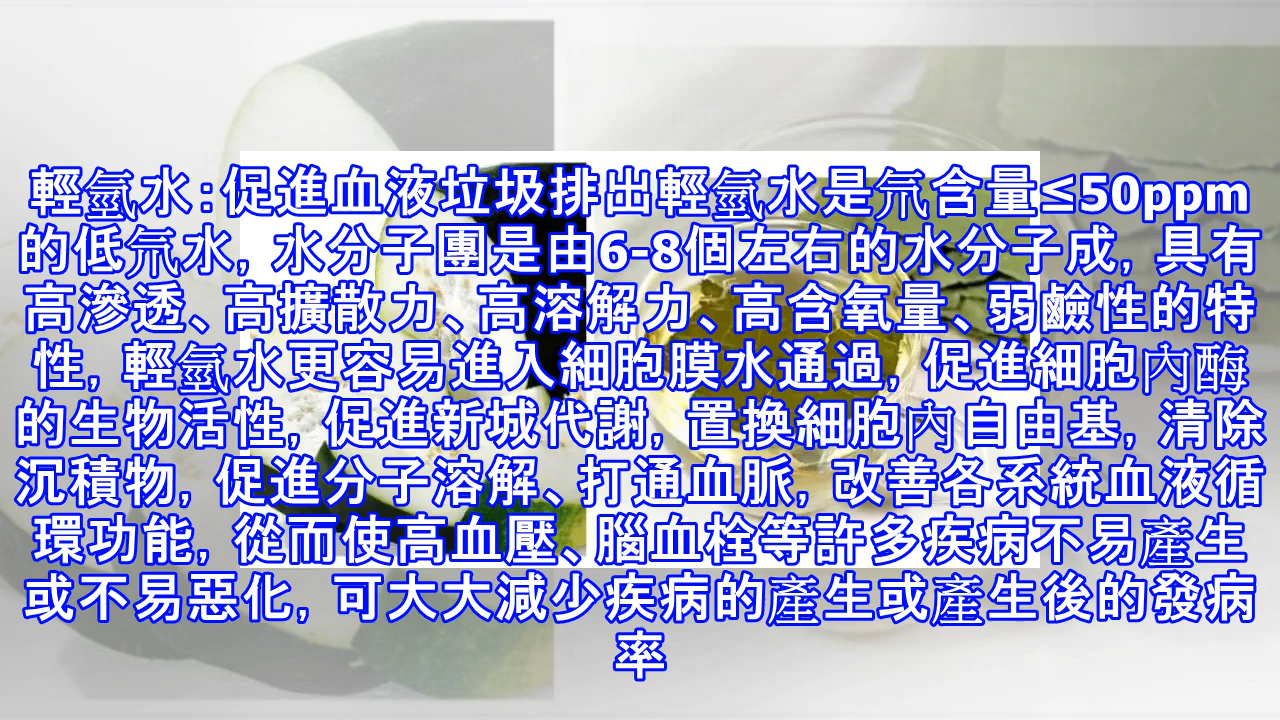 輕氫水:促進血液垃圾排出輕氫水是氘含量≤50ppm
的低氘水, 水分子團是由6-8個左右的水分子成, 具有
高滲透、高擴散力、高溶解力、高含氧量、弱鹼性的特
性, 輕氫水更容易進入細胞膜水通過, 促進細胞內酶
的生物活性, 促進新城代謝, 置換細胞內自由基, 清除
沉積物, 促進分子溶解、打通血脈, 改善各系統血液循
環功能, 從而使高血壓、腦血栓等許多疾病不易產生
或不易惡化, 可大大減少疾病的產生或產生後的發病
率